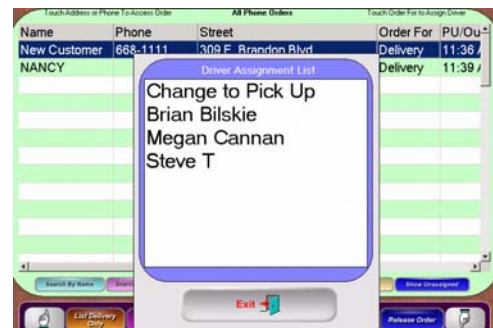 Touch Address or Phone To Access Order All Phone Orders Touch Order For to Assign Driver
Name Phone Street Order For PU/Ou
New Customer 668-1111 309 E. Brandon Blvd Delivery 11:36
NANCY Delivery 11:39
Driver Assignment List
Change to Pick Up
Brian Bilskie
Megan Cannan
Steve T
Search By Name Show Unassigned
Exit
List Delivery Only Release Order